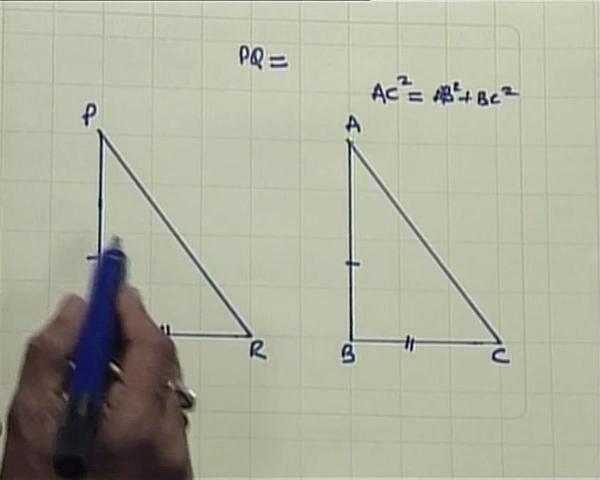 PQ =
AC² = AB² + BC²
P
A
R
B
C